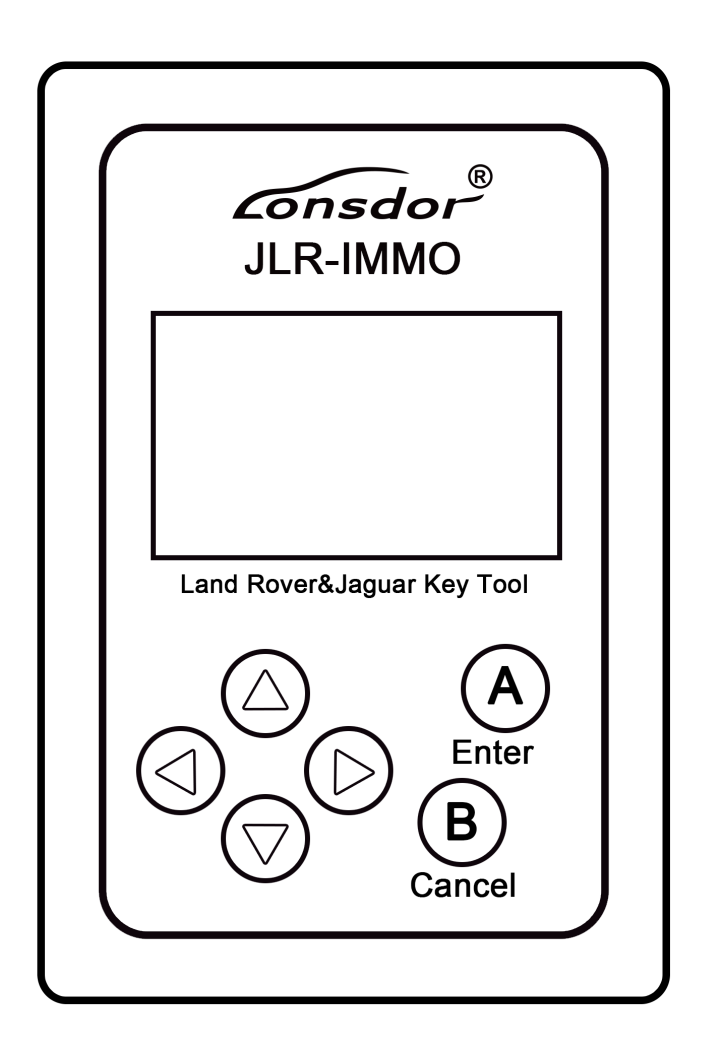 Lonsdor®
JLR-IMMO
Land Rover&Jaguar Key Tool
A
Enter
B
Cancel